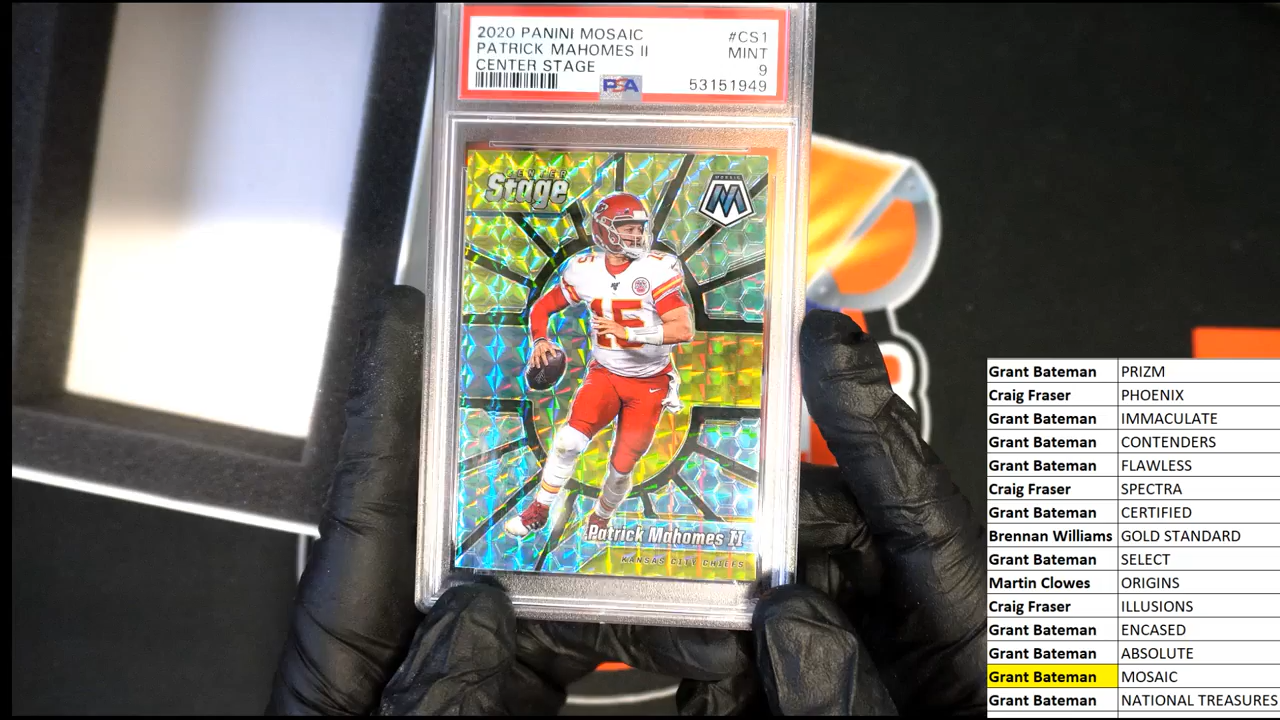 2020 PANINI MOSAIC #CS1
PATRICK MAHOMES II MINT
CENTER STAGE 9
PSA 53151949
CENTER
Stage
MOSAIC
M
15
Patrick Mahomes II
KANSAS CITY CHIEFS
Grant Bateman PRIZM
Craig Fraser PHOENIX
Grant Bateman IMMACULATE
Grant Bateman CONTENDERS
Grant Bateman FLAWLESS
Craig Fraser SPECTRA
Grant Bateman CERTIFIED
Brennan Williams GOLD STANDARD
Grant Bateman SELECT
Martin Clowes ORIGINS
Craig Fraser ILLUSIONS
Grant Bateman ENCASED
Grant Bateman ABSOLUTE
Grant Bateman MOSAIC
Grant Bateman NATIONAL TREASURES